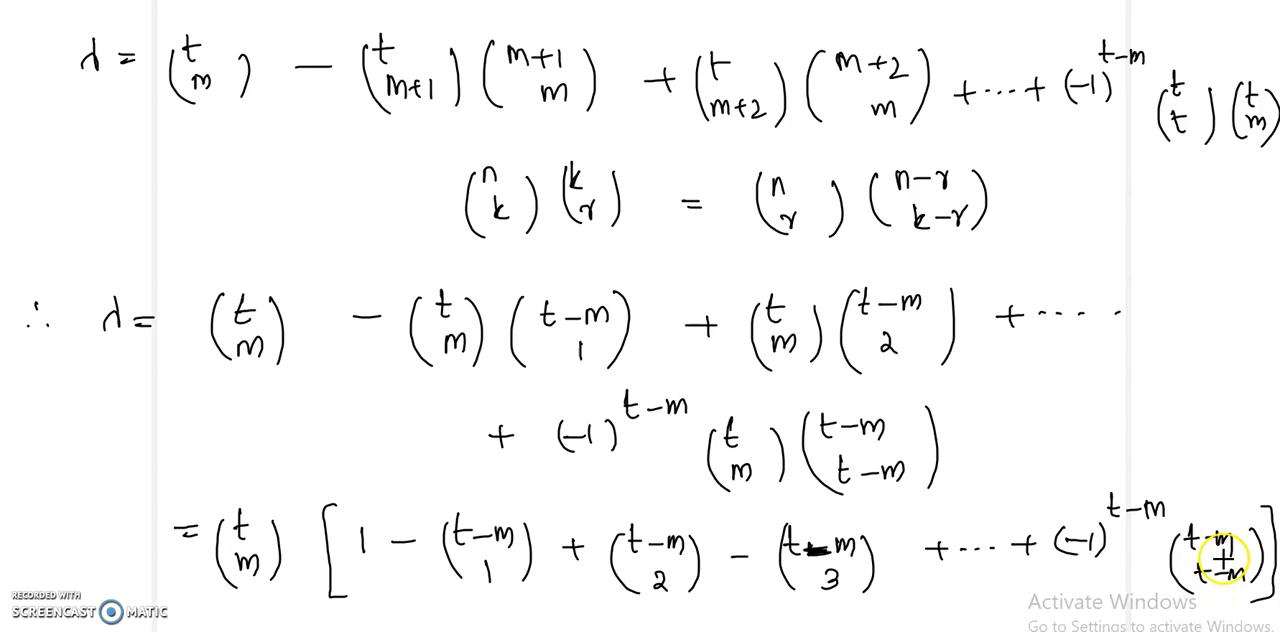 λ = (t m) − (t m+1)(m+1 m) + (t m+2)(m+2 m) + ⋯ + (−1)^{t−m} (t t)(t m)
(n k)(k r) = (n r)(n−r k−r)
∴ λ = (t m) − (t m)(t−m 1) + (t m)(t−m 2) + ⋯⋯
+ (−1)^{t−m} (t m)(t−m t−m)
= (t m) [ 1 − (t−m 1) + (t−m 2) − (t−m 3) + ⋯ + (−1)^{t−m} (t−m t−m) ]
RECORDED WITH
SCREENCAST MATIC
Activate Windows
Go to Settings to activate Windows.